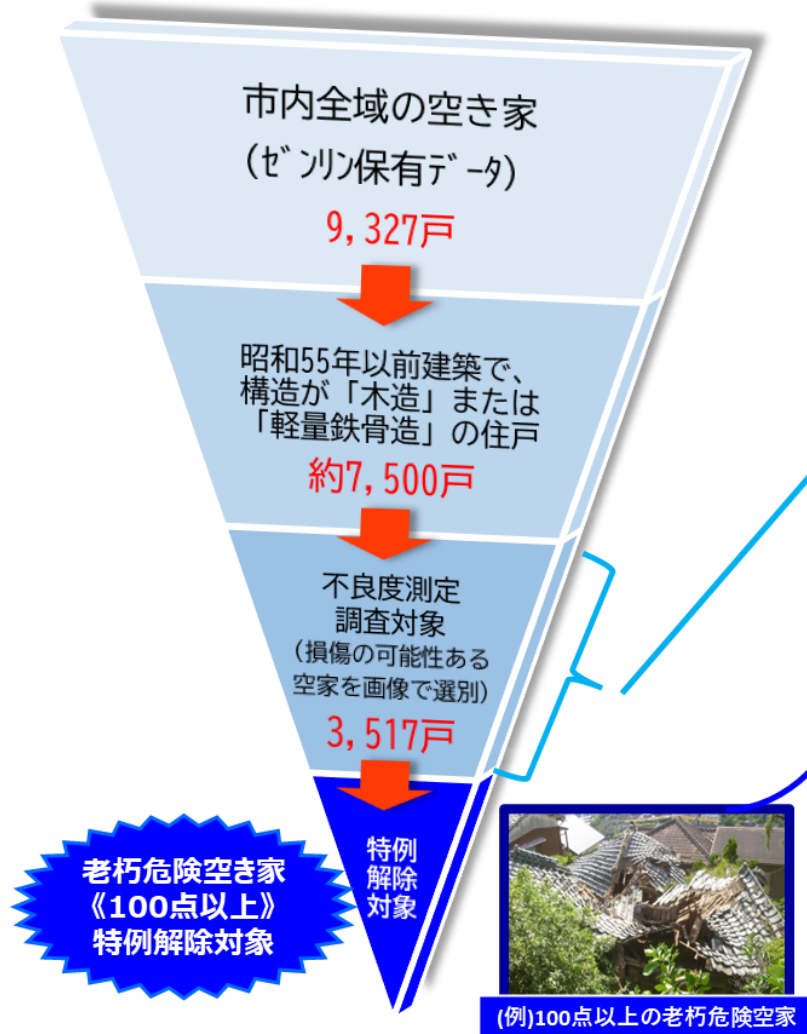 市内全域の空き家
(ｾﾞﾝﾘﾝ保有ﾃﾞｰﾀ)
9,327戸
昭和55年以前建築で、
構造が「木造」または
「軽量鉄骨造」の住戸
約7,500戸
不良度測定
調査対象
(損傷の可能性ある
空家を画像で選別)
3,517戸
特例
解除
対象
老朽危険空き家
《100点以上》
特例解除対象
(例)100点以上の老朽危険空家